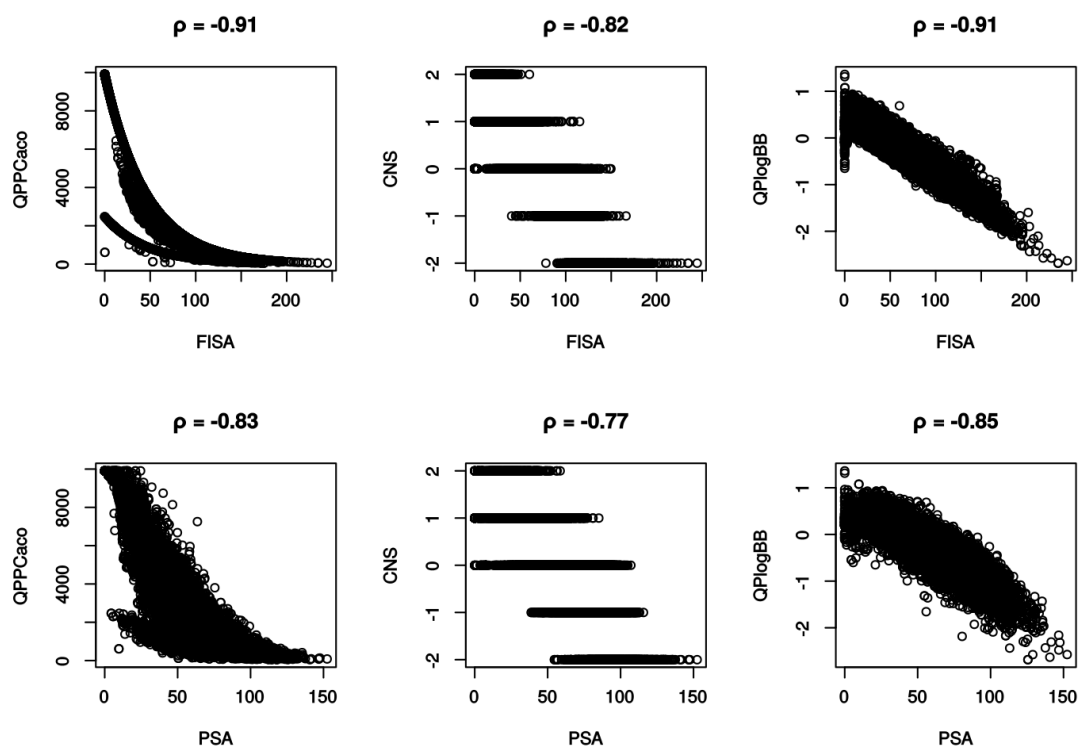 ρ = -0.91
ρ = -0.82
ρ = -0.91
QPPCaco
0 4000 8000
0 50 100 200
FISA
CNS
-2 -1 0 1 2
0 50 100 200
FISA
QPlogBB
-2 -1 0 1
0 50 100 200
FISA
ρ = -0.83
ρ = -0.77
ρ = -0.85
QPPCaco
0 4000 8000
0 50 100 150
PSA
CNS
-2 -1 0 1 2
0 50 100 150
PSA
QPlogBB
-2 -1 0 1
0 50 100 150
PSA